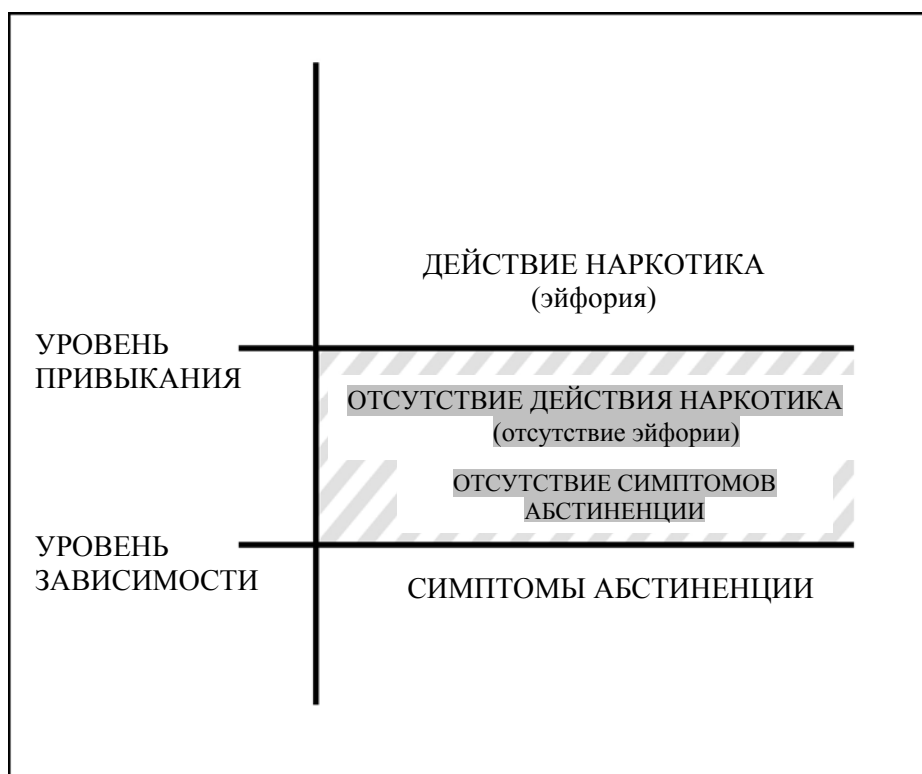 ДЕЙСТВИЕ НАРКОТИКА
(эйфория)
УРОВЕНЬ
ПРИВЫКАНИЯ
ОТСУТСТВИЕ ДЕЙСТВИЯ НАРКОТИКА
(отсутствие эйфории)
ОТСУТСТВИЕ СИМПТОМОВ
АБСТИНЕНЦИИ
УРОВЕНЬ
ЗАВИСИМОСТИ
СИМПТОМЫ АБСТИНЕНЦИИ